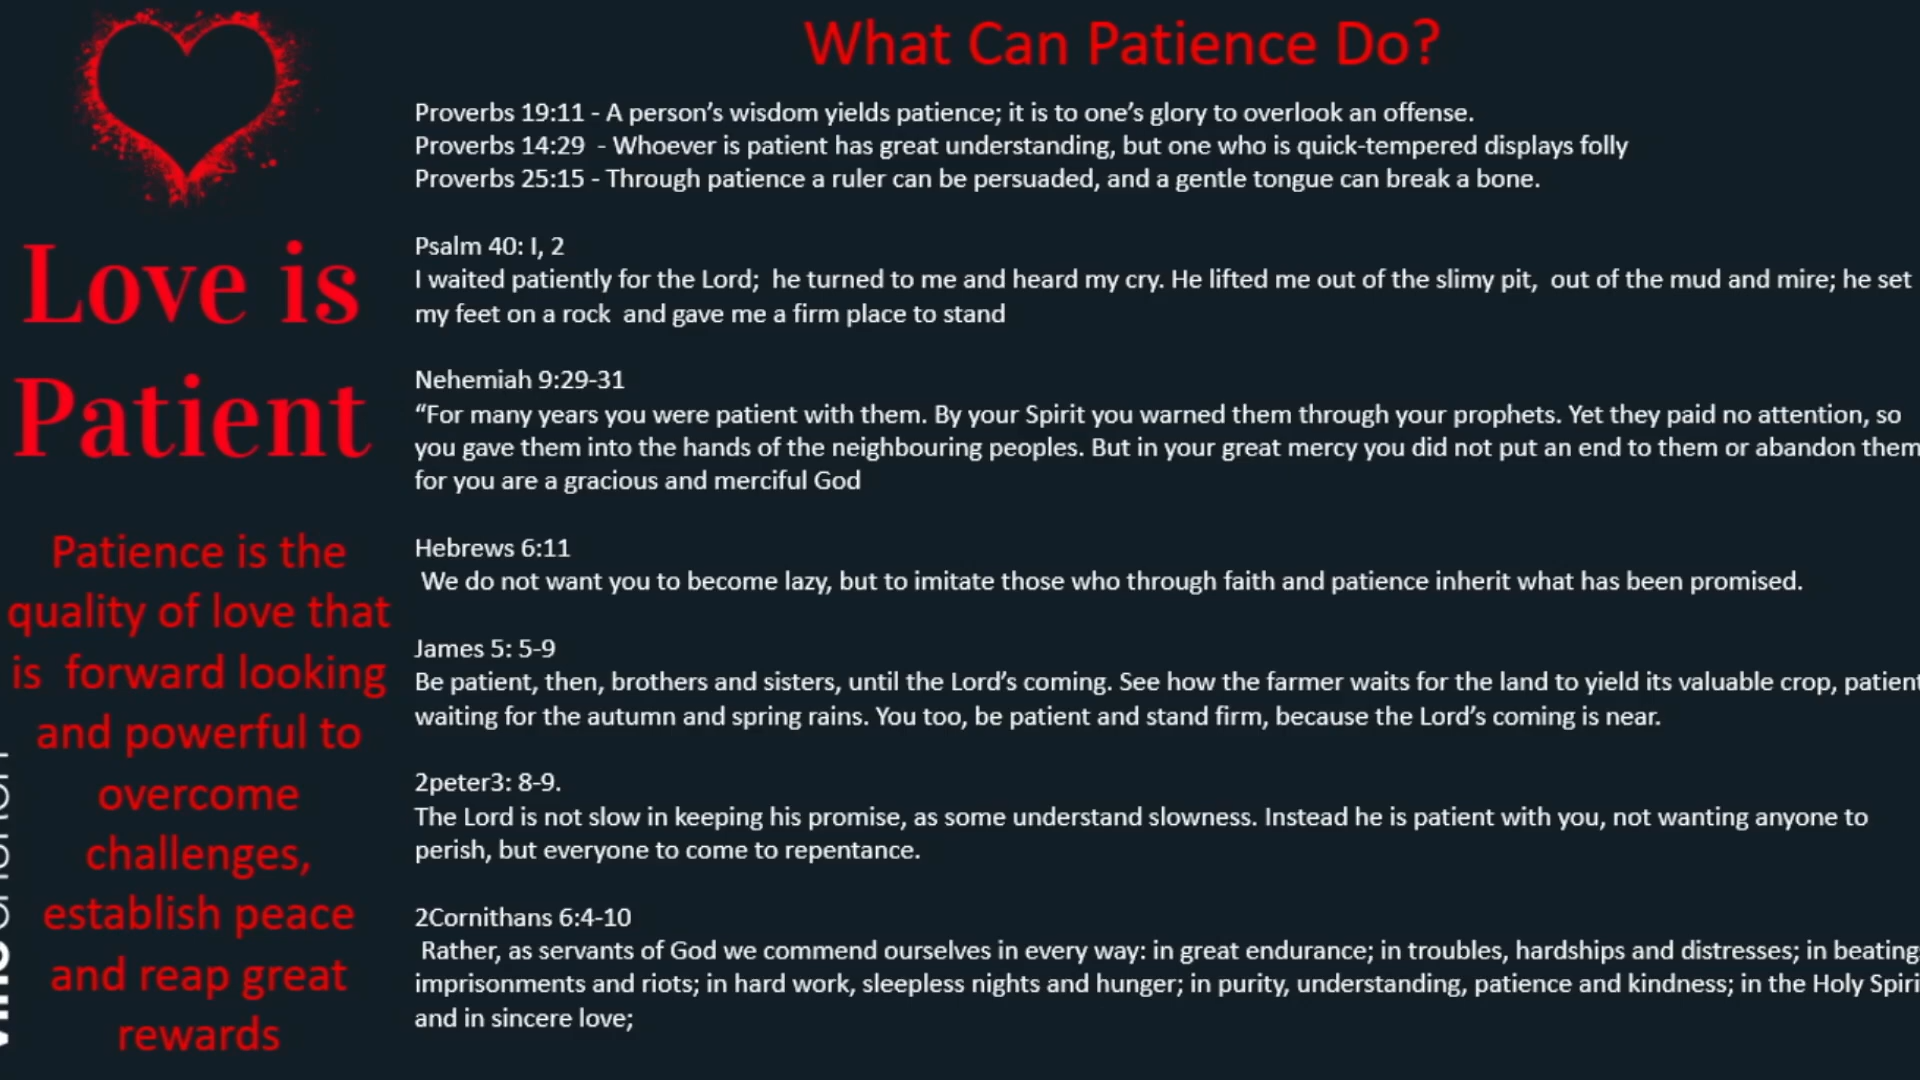 What Can Patience Do?
Proverbs 19:11 - A person’s wisdom yields patience; it is to one’s glory to overlook an offense.
Proverbs 14:29  - Whoever is patient has great understanding, but one who is quick-tempered displays folly
Proverbs 25:15 - Through patience a ruler can be persuaded, and a gentle tongue can break a bone.
Psalm 40: I, 2
I waited patiently for the Lord;  he turned to me and heard my cry. He lifted me out of the slimy pit,  out of the mud and mire; he set
my feet on a rock  and gave me a firm place to stand
Nehemiah 9:29-31
“For many years you were patient with them. By your Spirit you warned them through your prophets. Yet they paid no attention, so
you gave them into the hands of the neighbouring peoples. But in your great mercy you did not put an end to them or abandon them
for you are a gracious and merciful God
Hebrews 6:11
We do not want you to become lazy, but to imitate those who through faith and patience inherit what has been promised.
James 5: 5-9
Be patient, then, brothers and sisters, until the Lord’s coming. See how the farmer waits for the land to yield its valuable crop, patient
waiting for the autumn and spring rains. You too, be patient and stand firm, because the Lord’s coming is near.
2peter3: 8-9.
The Lord is not slow in keeping his promise, as some understand slowness. Instead he is patient with you, not wanting anyone to
perish, but everyone to come to repentance.
2Cornithans 6:4-10
Rather, as servants of God we commend ourselves in every way: in great endurance; in troubles, hardships and distresses; in beating
imprisonments and riots; in hard work, sleepless nights and hunger; in purity, understanding, patience and kindness; in the Holy Spiri
and in sincere love;
Love is
Patient
Patience is the
quality of love that
is  forward looking
and powerful to
overcome
challenges,
establish peace
and reap great
rewards